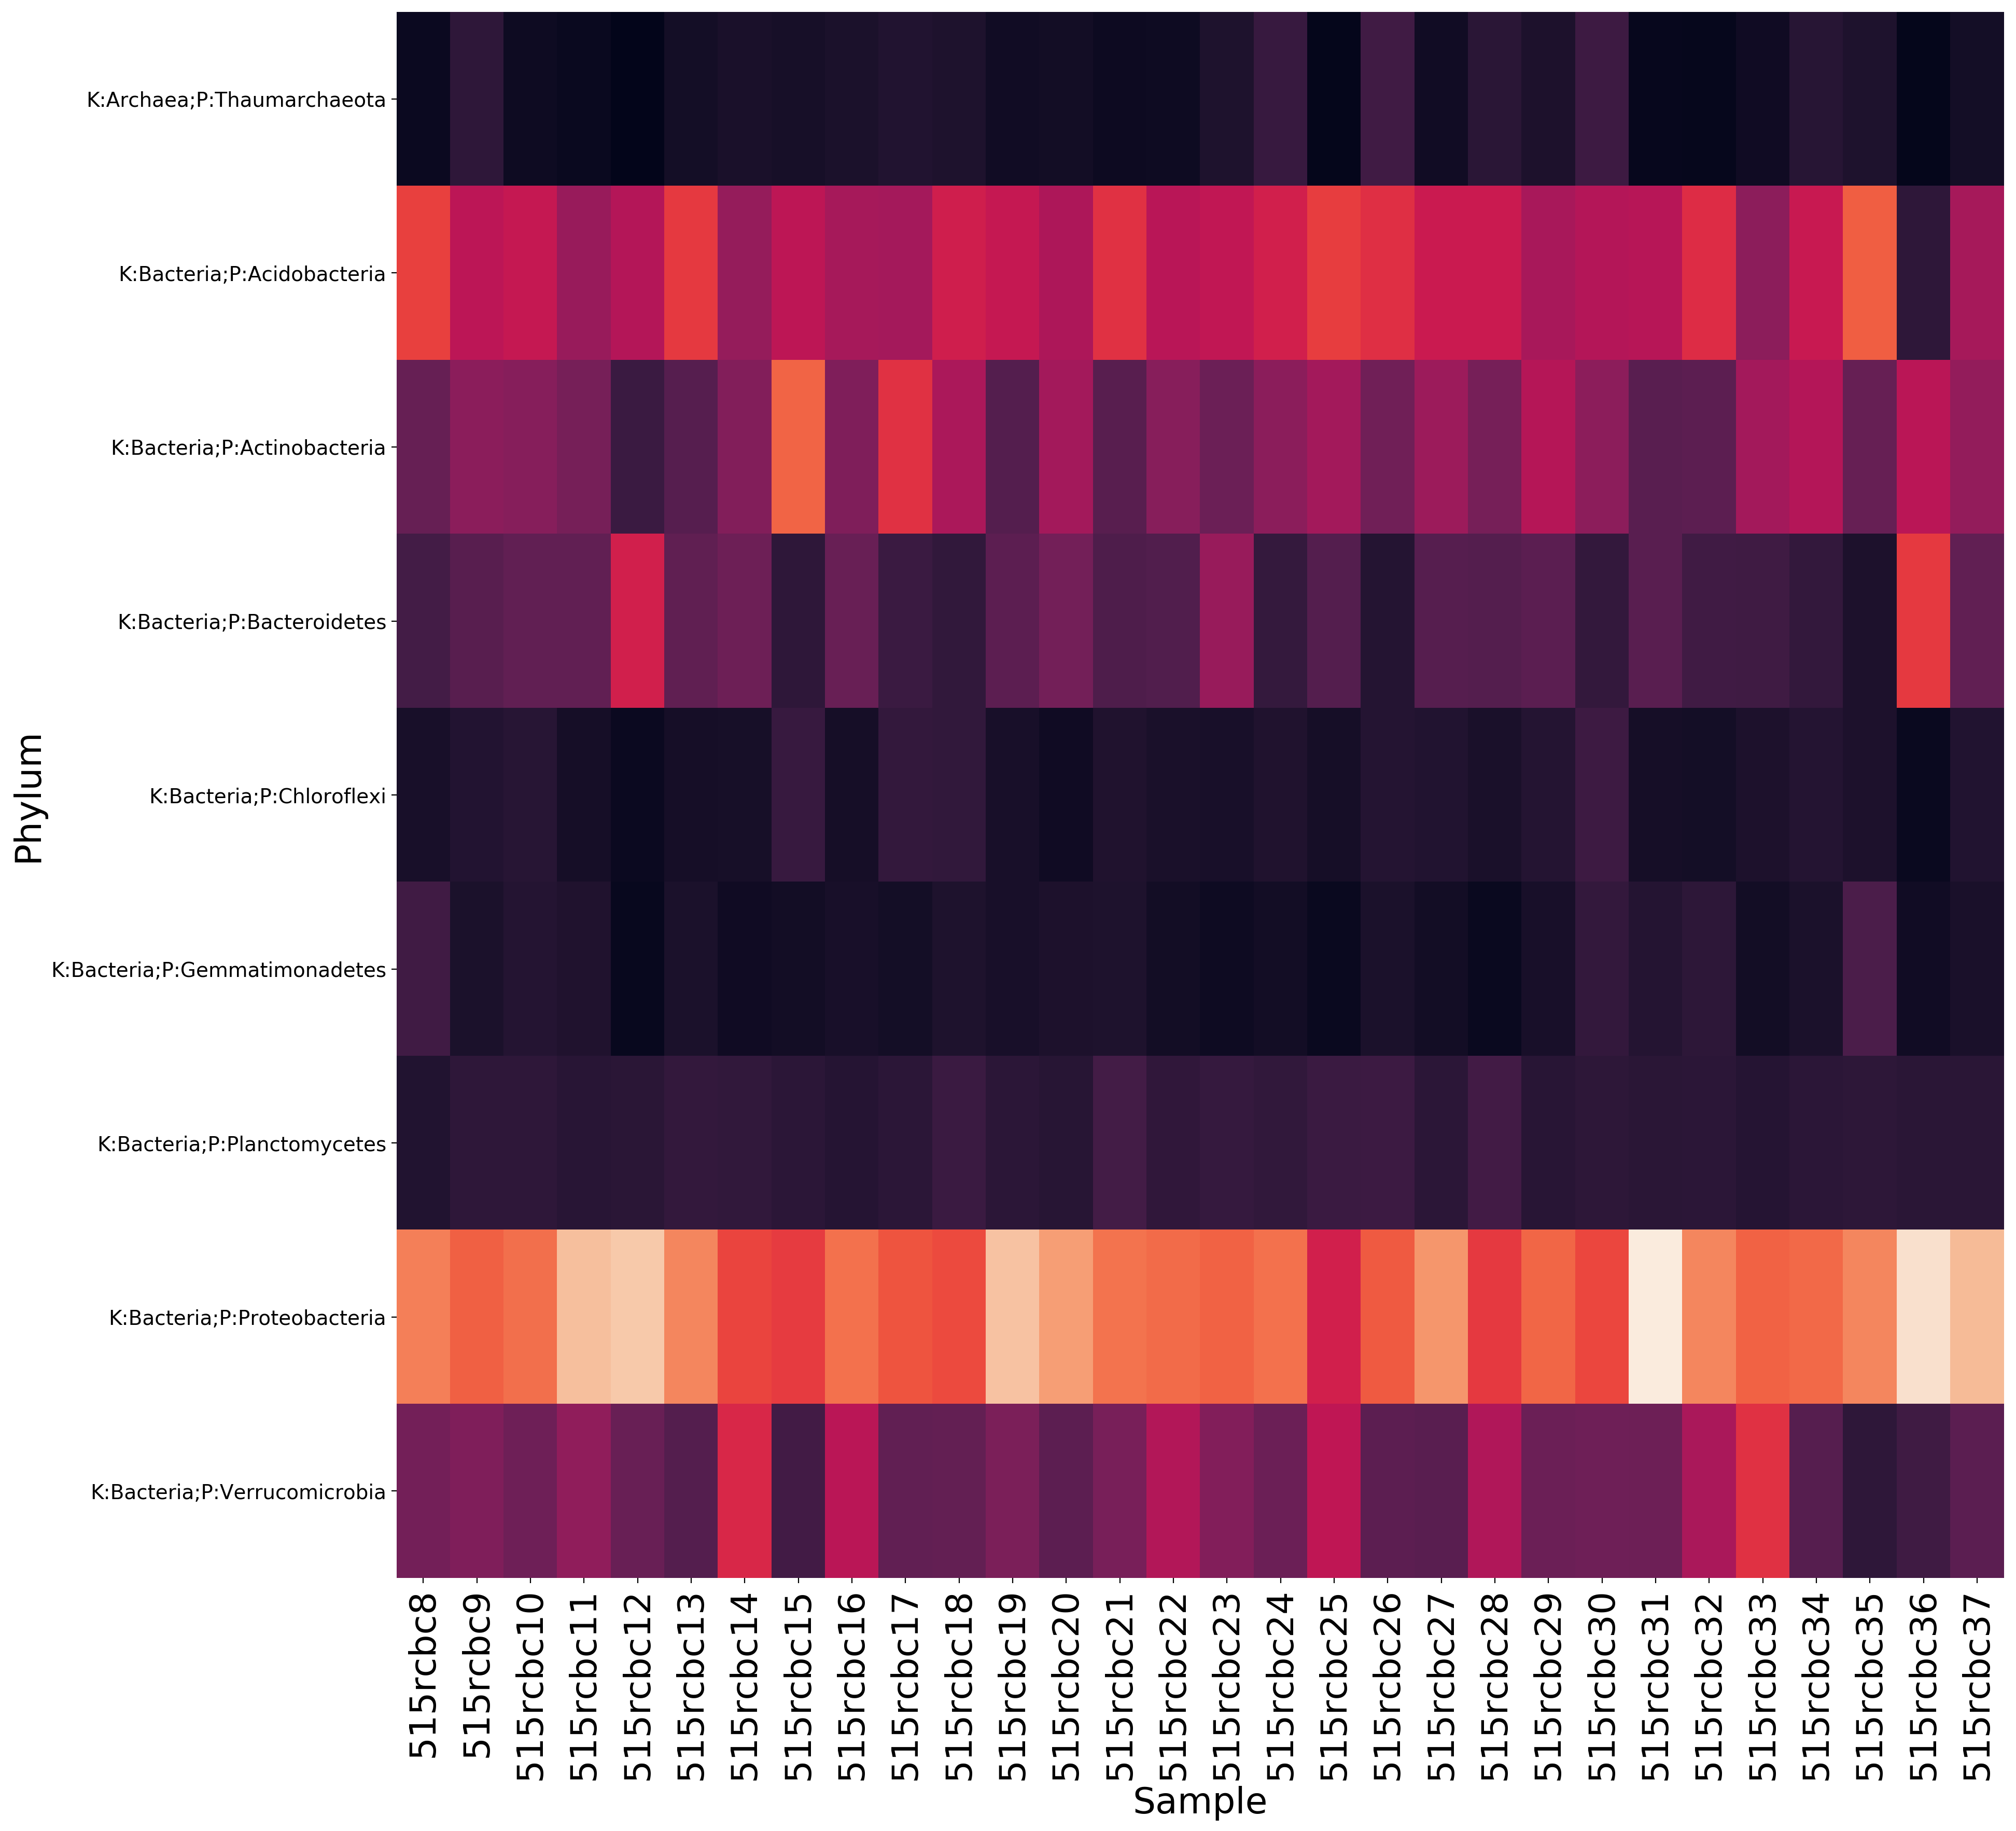 Phylum
K:Archaea;P:Thaumarchaeota
K:Bacteria;P:Acidobacteria
K:Bacteria;P:Actinobacteria
K:Bacteria;P:Bacteroidetes
K:Bacteria;P:Chloroflexi
K:Bacteria;P:Gemmatimonadetes
K:Bacteria;P:Planctomycetes
K:Bacteria;P:Proteobacteria
K:Bacteria;P:Verrucomicrobia
515rcbc8
515rcbc9
515rcbc10
515rcbc11
515rcbc12
515rcbc13
515rcbc14
515rcbc15
515rcbc16
515rcbc17
515rcbc18
515rcbc19
515rcbc20
515rcbc21
515rcbc22
515rcbc23
515rcbc24
515rcbc25
515rcbc26
515rcbc27
515rcbc28
515rcbc29
515rcbc30
515rcbc31
515rcbc32
515rcbc33
515rcbc34
515rcbc35
515rcbc36
515rcbc37
Sample